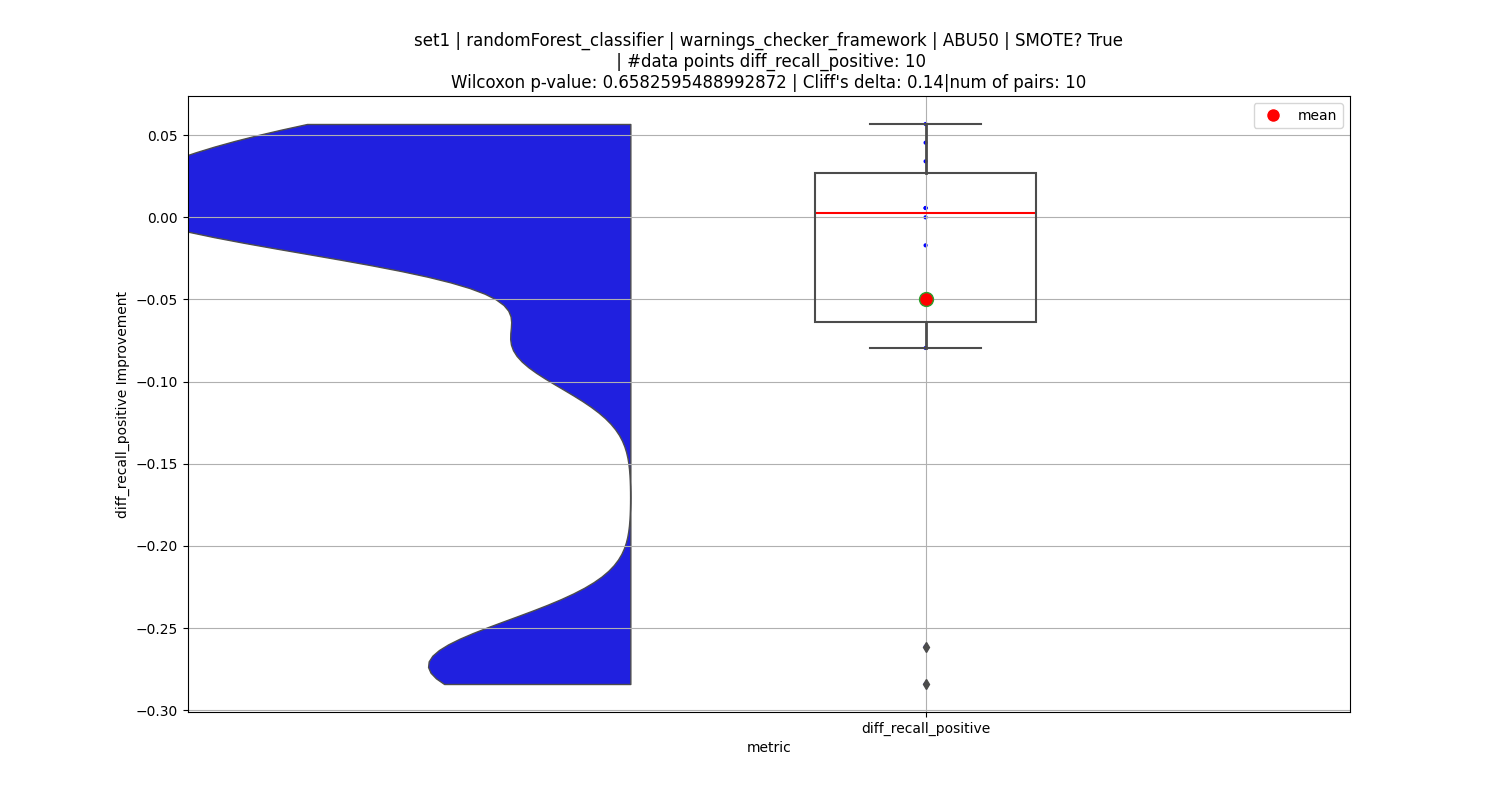 set1 | randomForest_classifier | warnings_checker_framework | ABU50 | SMOTE? True
| #data points diff_recall_positive: 10
Wilcoxon p-value: 0.6582595488992872 | Cliff's delta: 0.14|num of pairs: 10
mean
0.05
0.00
−0.05
−0.10
−0.15
−0.20
−0.25
−0.30
diff_recall_positive Improvement
diff_recall_positive
metric